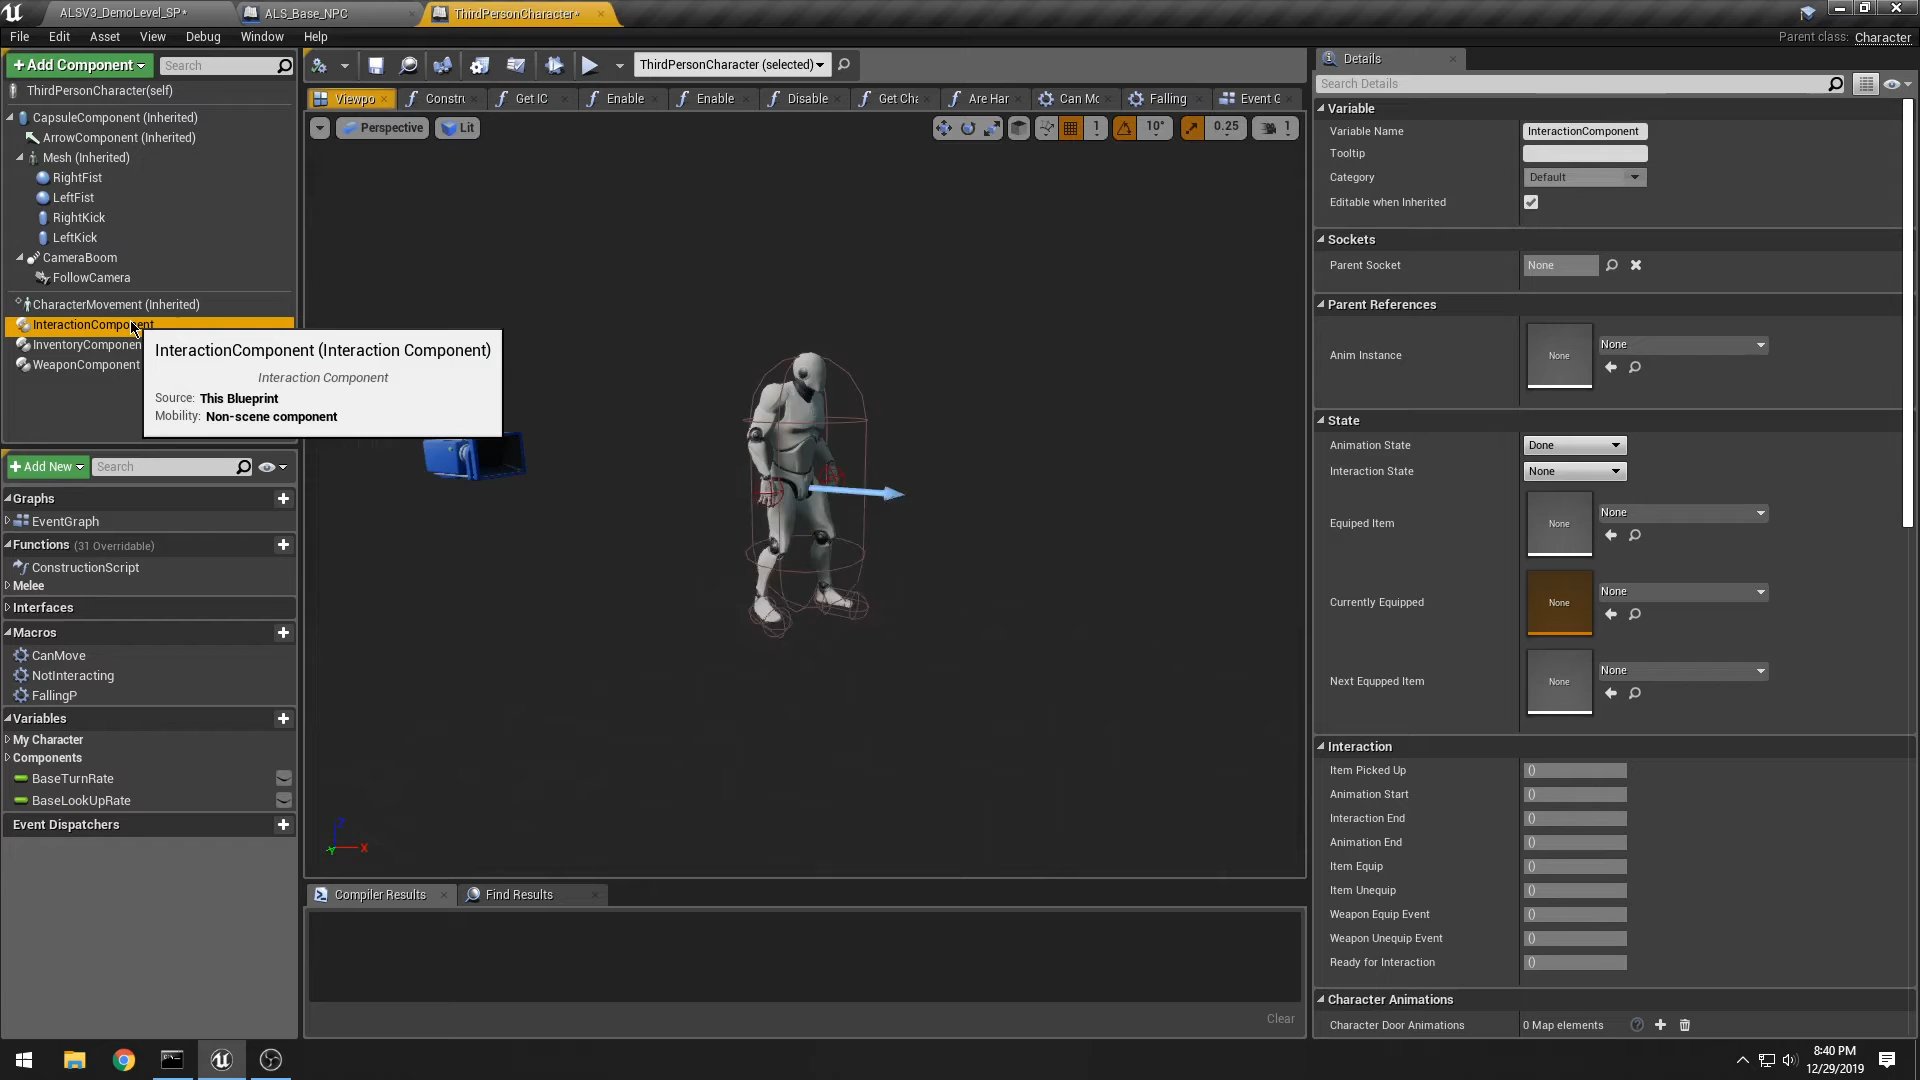 ALSV3_DemoLevel_SP*
ALS_Base_NPC
ThirdPersonCharacter*
File Edit Asset View Debug Window Help
Parent class: Character
+ Add Component
Search
ThirdPersonCharacter(self)
CapsuleComponent (Inherited)
ArrowComponent (Inherited)
Mesh (Inherited)
RightFist
LeftFist
RightKick
LeftKick
CameraBoom
FollowCamera
CharacterMovement (Inherited)
InteractionComponent
InventoryComponen
WeaponComponent
InteractionComponent (Interaction Component)
Interaction Component
Source: This Blueprint
Mobility: Non-scene component
+ Add New
Search
Graphs
EventGraph
Functions (31 Overridable)
ConstructionScript
Melee
Interfaces
Macros
CanMove
NotInteracting
FallingP
Variables
My Character
Components
BaseTurnRate
BaseLookUpRate
Event Dispatchers
ThirdPersonCharacter (selected)
Viewpo
Constru
Get IC
Enable
Enable
Disable
Get Cha
Are Har
Can Mo
Falling
Event G
Perspective
Lit
1
10°
0.25
1
Z
X
Y
Compiler Results
Find Results
Clear
Details
Search Details
Variable
Variable Name InteractionComponent
Tooltip
Category Default
Editable when Inherited
Sockets
Parent Socket None
Parent References
Anim Instance None None
State
Animation State Done
Interaction State None
Equiped Item None None
Currently Equipped None None
Next Equpped Item None None
Interaction
Item Picked Up ()
Animation Start ()
Interaction End ()
Animation End ()
Item Equip ()
Item Unequip ()
Weapon Equip Event ()
Weapon Unequip Event ()
Ready for Interaction ()
Character Animations
Character Door Animations 0 Map elements
8:40 PM
12/29/2019